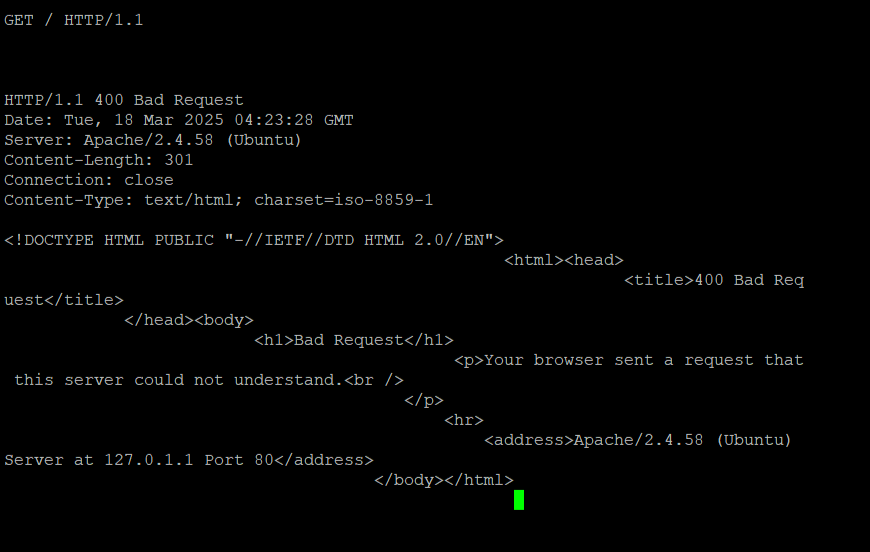 GET / HTTP/1.1
HTTP/1.1 400 Bad Request
Date: Tue, 18 Mar 2025 04:23:28 GMT
Server: Apache/2.4.58 (Ubuntu)
Content-Length: 301
Connection: close
Content-Type: text/html; charset=iso-8859-1
<!DOCTYPE HTML PUBLIC "-//IETF//DTD HTML 2.0//EN">
<html><head>
<title>400 Bad Req
uest</title>
</head><body>
<h1>Bad Request</h1>
<p>Your browser sent a request that
this server could not understand.<br />
</p>
<hr>
<address>Apache/2.4.58 (Ubuntu)
Server at 127.0.1.1 Port 80</address>
</body></html>